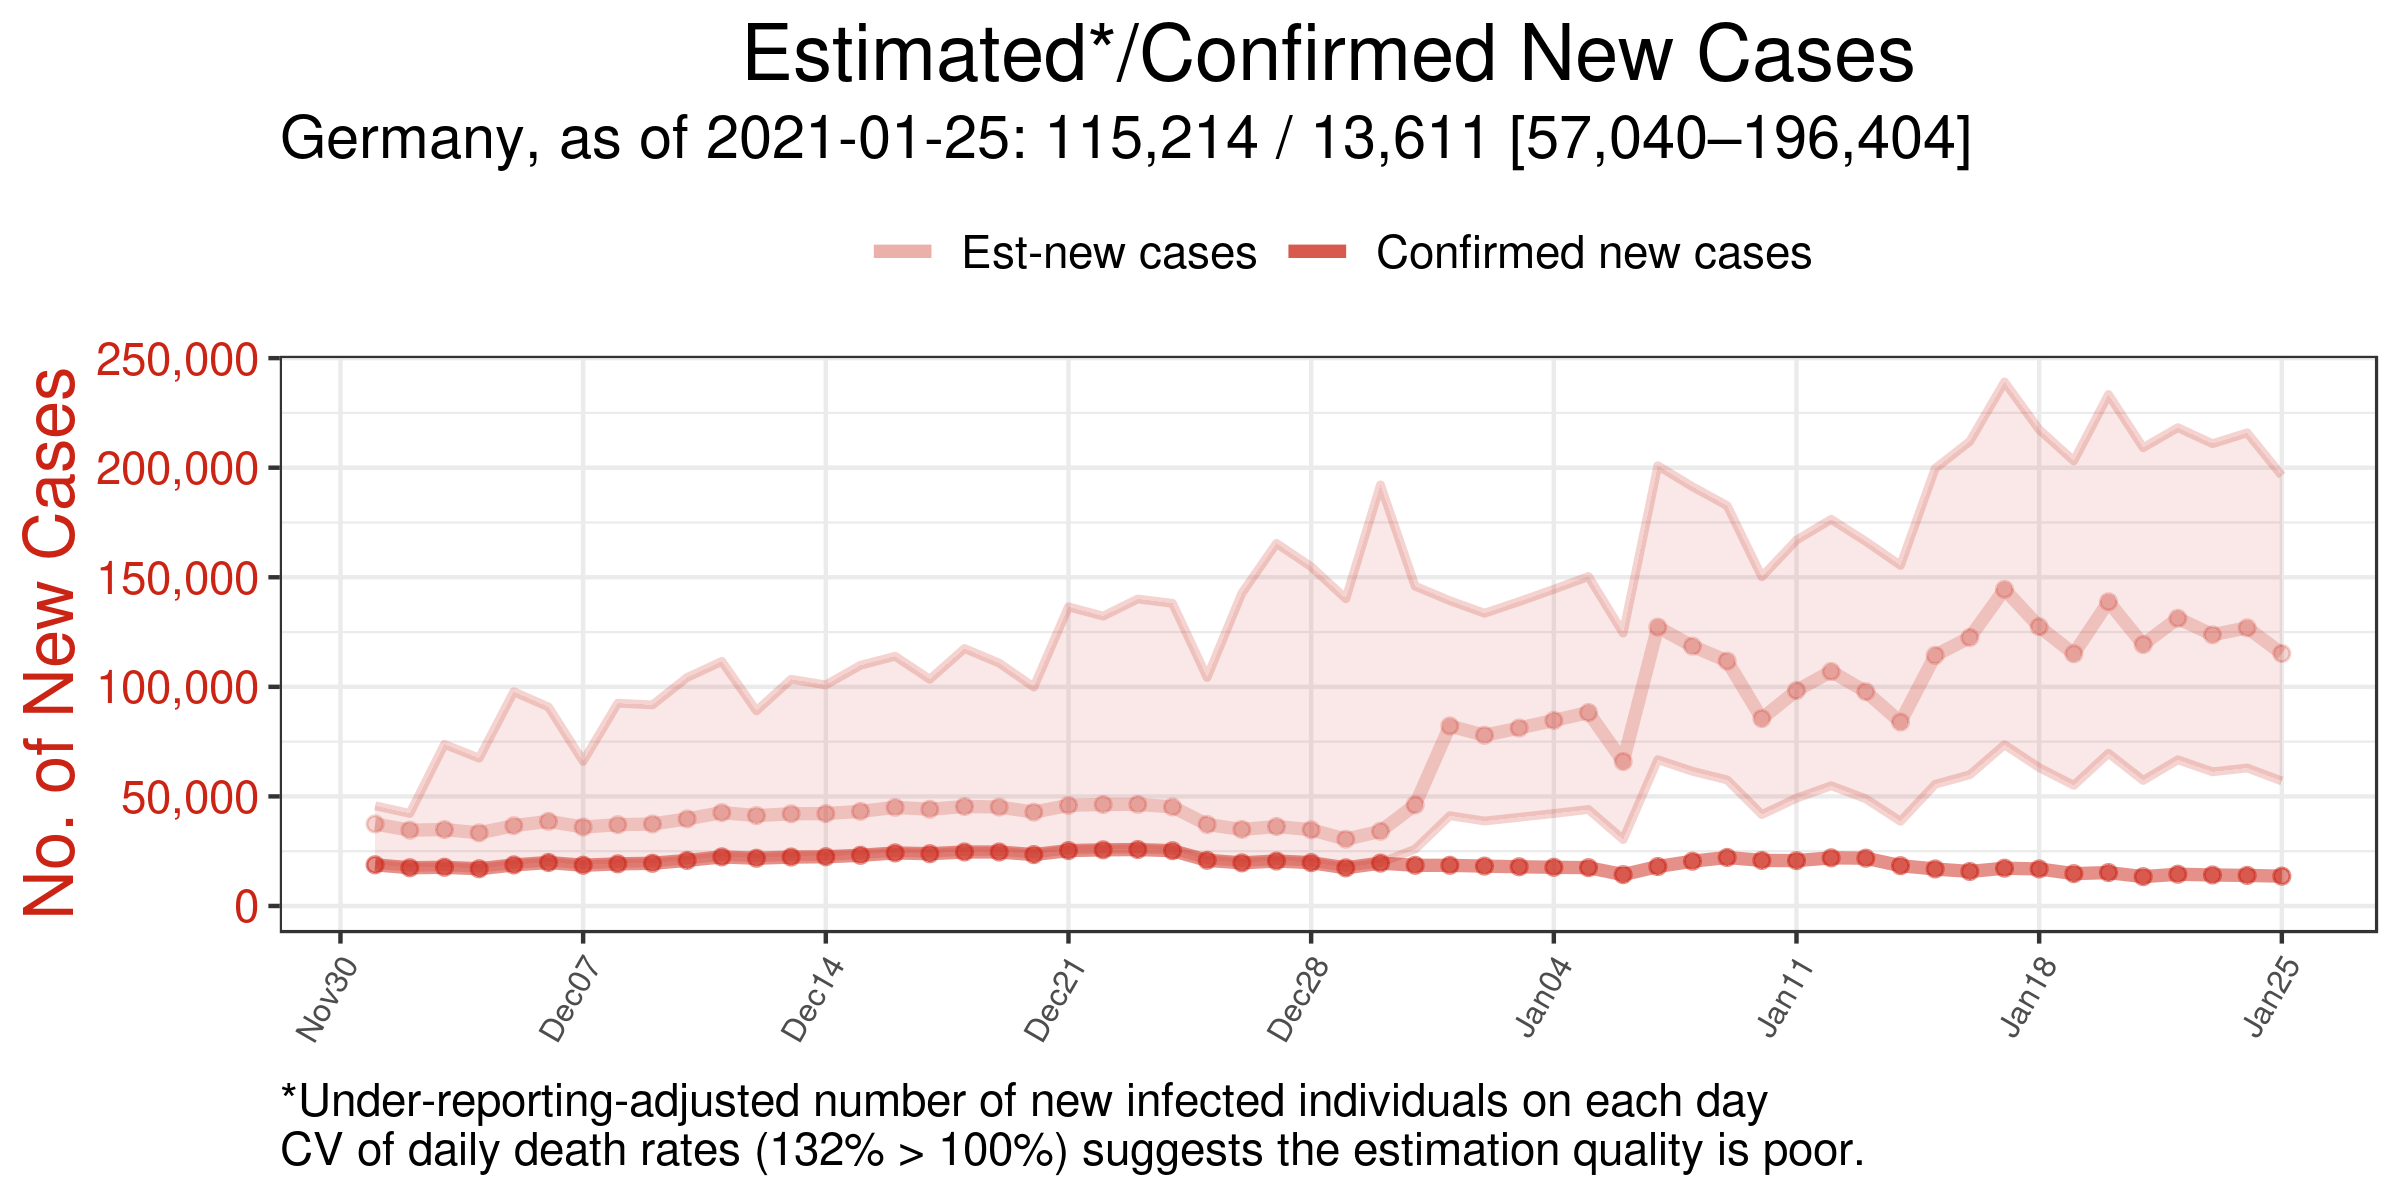 Estimated*/Confirmed New Cases
Germany, as of 2021-01-25: 115,214 / 13,611 [57,040–196,404]
Est-new cases
Confirmed new cases
No. of New Cases
250,000
200,000
150,000
100,000
50,000
0
Nov30
Dec07
Dec14
Dec21
Dec28
Jan04
Jan11
Jan18
Jan25
*Under-reporting-adjusted number of new infected individuals on each day
CV of daily death rates (132% > 100%) suggests the estimation quality is poor.